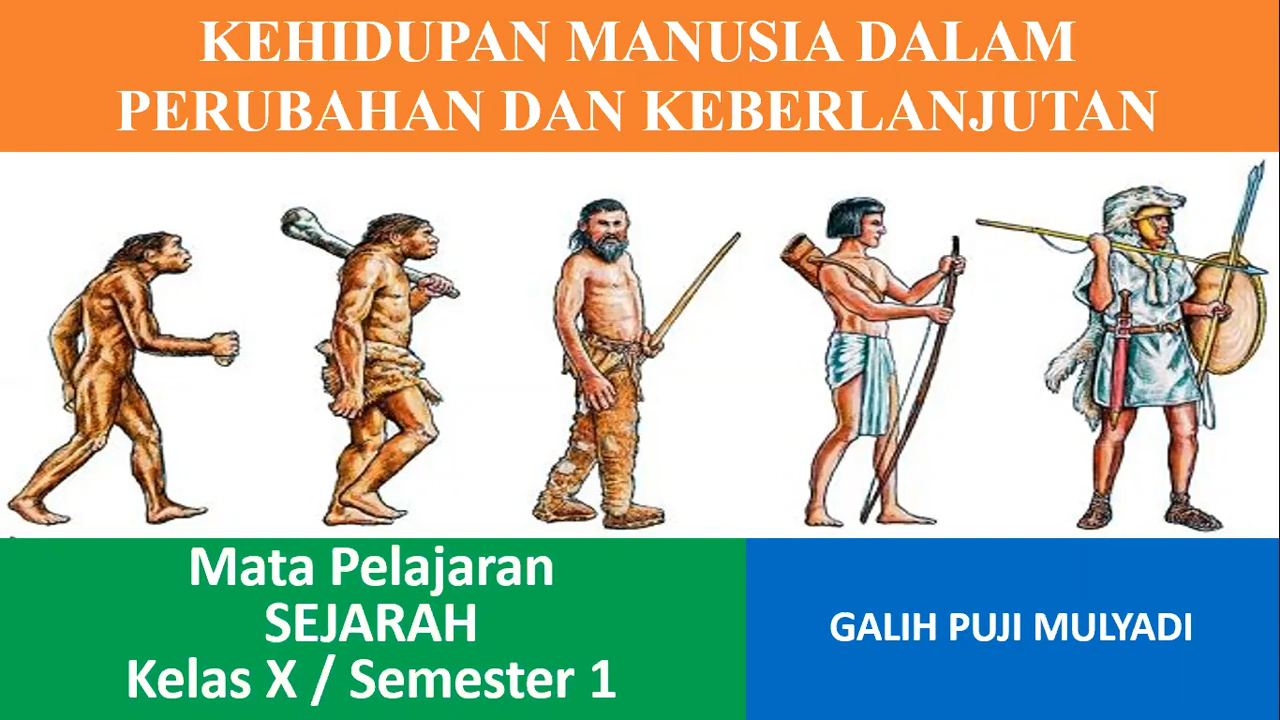 KEHIDUPAN MANUSIA DALAM
PERUBAHAN DAN KEBERLANJUTAN
Mata Pelajaran
SEJARAH
Kelas X / Semester 1
GALIH PUJI MULYADI